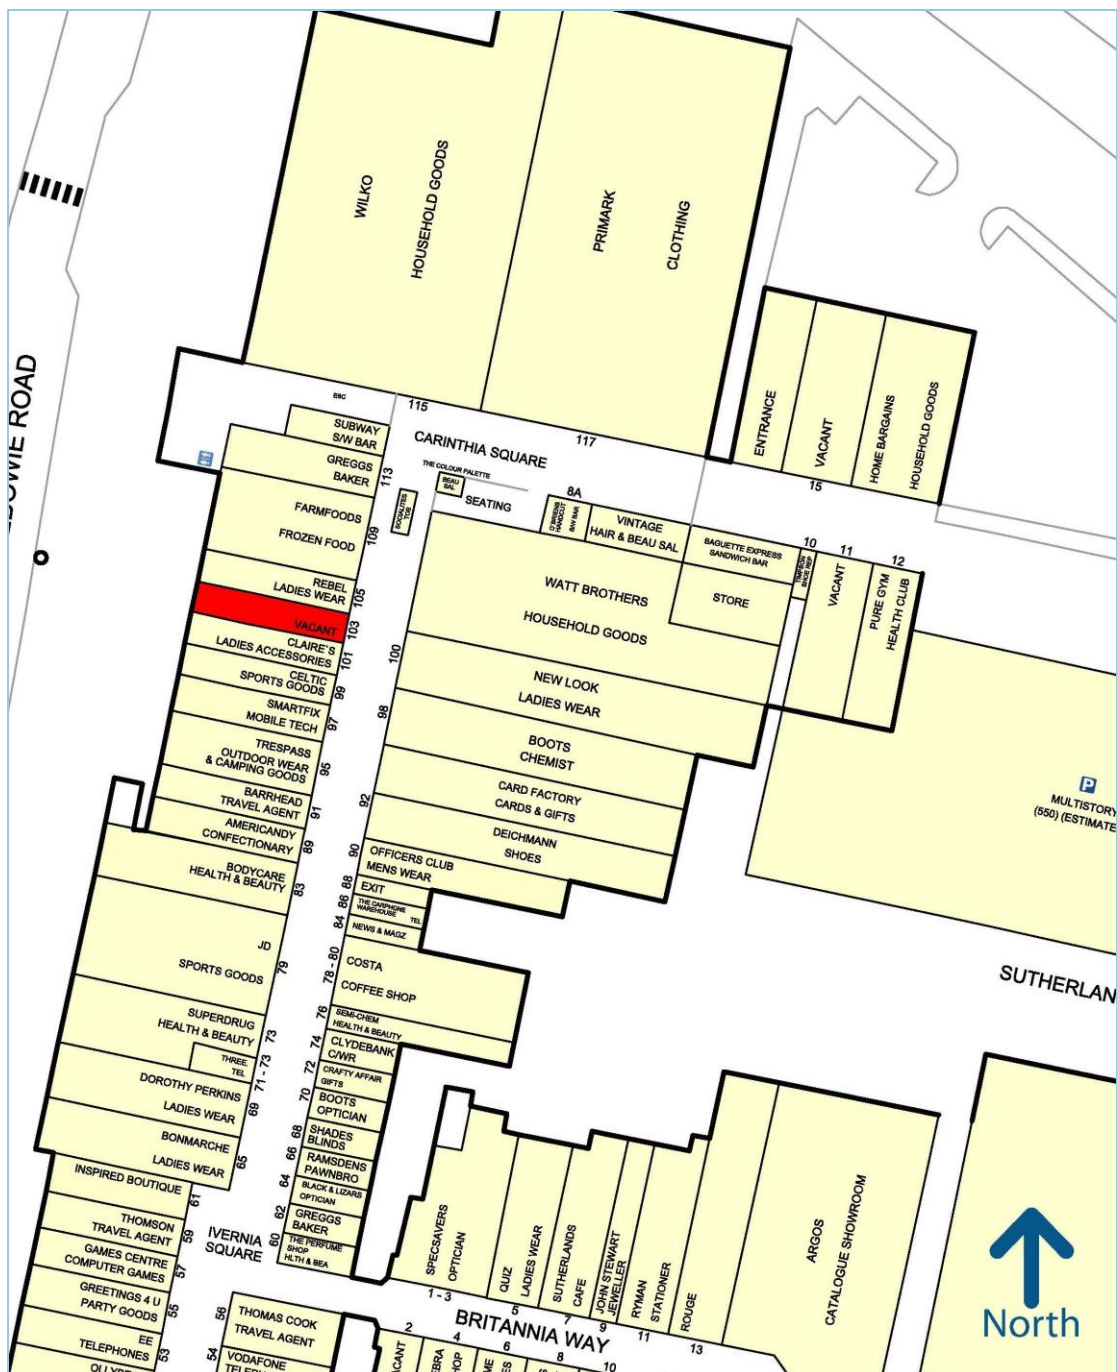 WILKO
HOUSEHOLD GOODS
PRIMARK
CLOTHING
ENTRANCE
VACANT
HOME BARGAINS
HOUSEHOLD GOODS
115
117
15
CARINTHIA SQUARE
SUBWAY
S/W BAR
GREGGS
BAKER
113
THE COLOUR PALETTE
BEAU
SAL
SEATING
8A
S/W BAR
VINTAGE
HAIR & BEAU SAL
BAGUETTE EXPRESS
SANDWICH BAR
10
11
12
SHOE REP
VACANT
PURE GYM
HEALTH CLUB
FARMFOODS
FROZEN FOOD
109
WATT BROTHERS
HOUSEHOLD GOODS
STORE
100
REBEL
LADIES WEAR
105
VACANT
103
CLAIRE'S
LADIES ACCESSORIES
101
CELTIC
SPORTS GOODS
99
SMARTFIX
MOBILE TECH
97
TRESPASS
OUTDOOR WEAR
& CAMPING GOODS
95
BARRHEAD
TRAVEL AGENT
91
AMERICANDY
CONFECTIONARY
89
BODYCARE
HEALTH & BEAUTY
83
JD
SPORTS GOODS
79
SUPERDRUG
HEALTH & BEAUTY
73
THREE
TEL
71 - 73
DOROTHY PERKINS
LADIES WEAR
69
BONMARCHE
LADIES WEAR
65
INSPIRED BOUTIQUE
61
THOMSON
TRAVEL AGENT
59
GAMES CENTRE
COMPUTER GAMES
57
GREETINGS 4 U
PARTY GOODS
55
EE
TELEPHONES
53
NEW LOOK
LADIES WEAR
98
BOOTS
CHEMIST
CARD FACTORY
CARDS & GIFTS
92
DEICHMANN
SHOES
90
OFFICERS CLUB
MENS WEAR
88
EXIT
86
THE CARPHONE
WAREHOUSE
TEL
84
NEWS & MAGZ
78 - 80
COSTA
COFFEE SHOP
76
SEMI-CHEM
HEALTH & BEAUTY
74
CLYDEBANK
C/WR
72
CRAFTY AFFAIR
GIFTS
70
BOOTS
OPTICIAN
68
SHADES
BLINDS
66
RAMSDENS
PAWNBRO
64
BLACK & LIZARS
OPTICIAN
62
GREGGS
BAKER
60
THE PERFUME
SHOP
HLTH & BEA
IVERNIA
SQUARE
P
MULTISTORY
(550) (ESTIMATE
SUTHERLAN
SPECSAVERS
OPTICIAN
QUIZ
LADIES WEAR
SUTHERLANDS
CAFE
JOHN STEWART
JEWELLER
RYMAN
STATIONER
ROUGE
ARGOS
CATALOGUE SHOWROOM
1 - 3
5
7
9
11
13
BRITANNIA WAY
56
THOMAS COOK
TRAVEL AGENT
54
VODAFONE
2
4
6
8
10
North